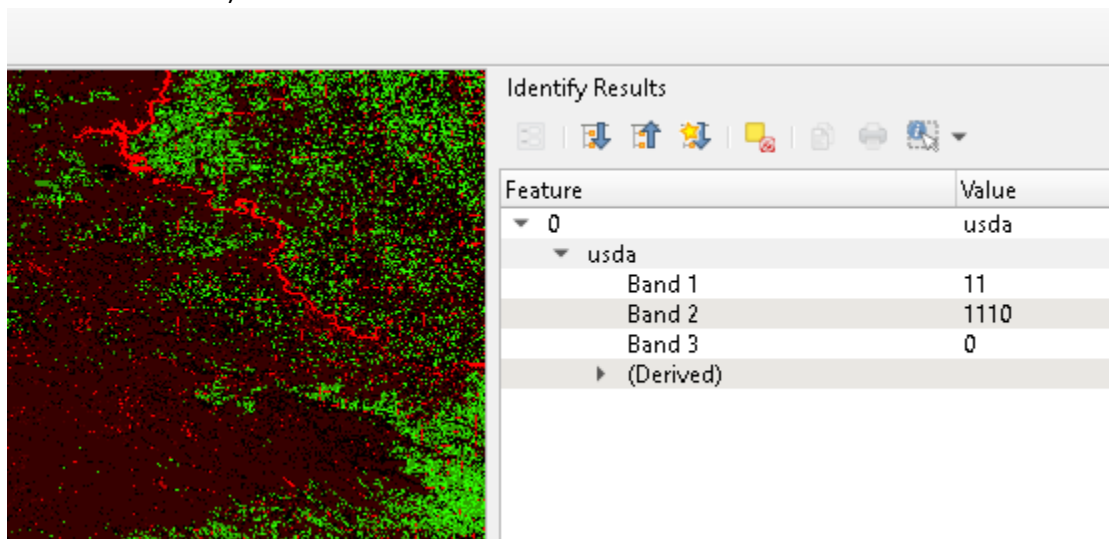 Identify Results
Feature Value
0 usda
usda
Band 1 11
Band 2 1110
Band 3 0
(Derived)